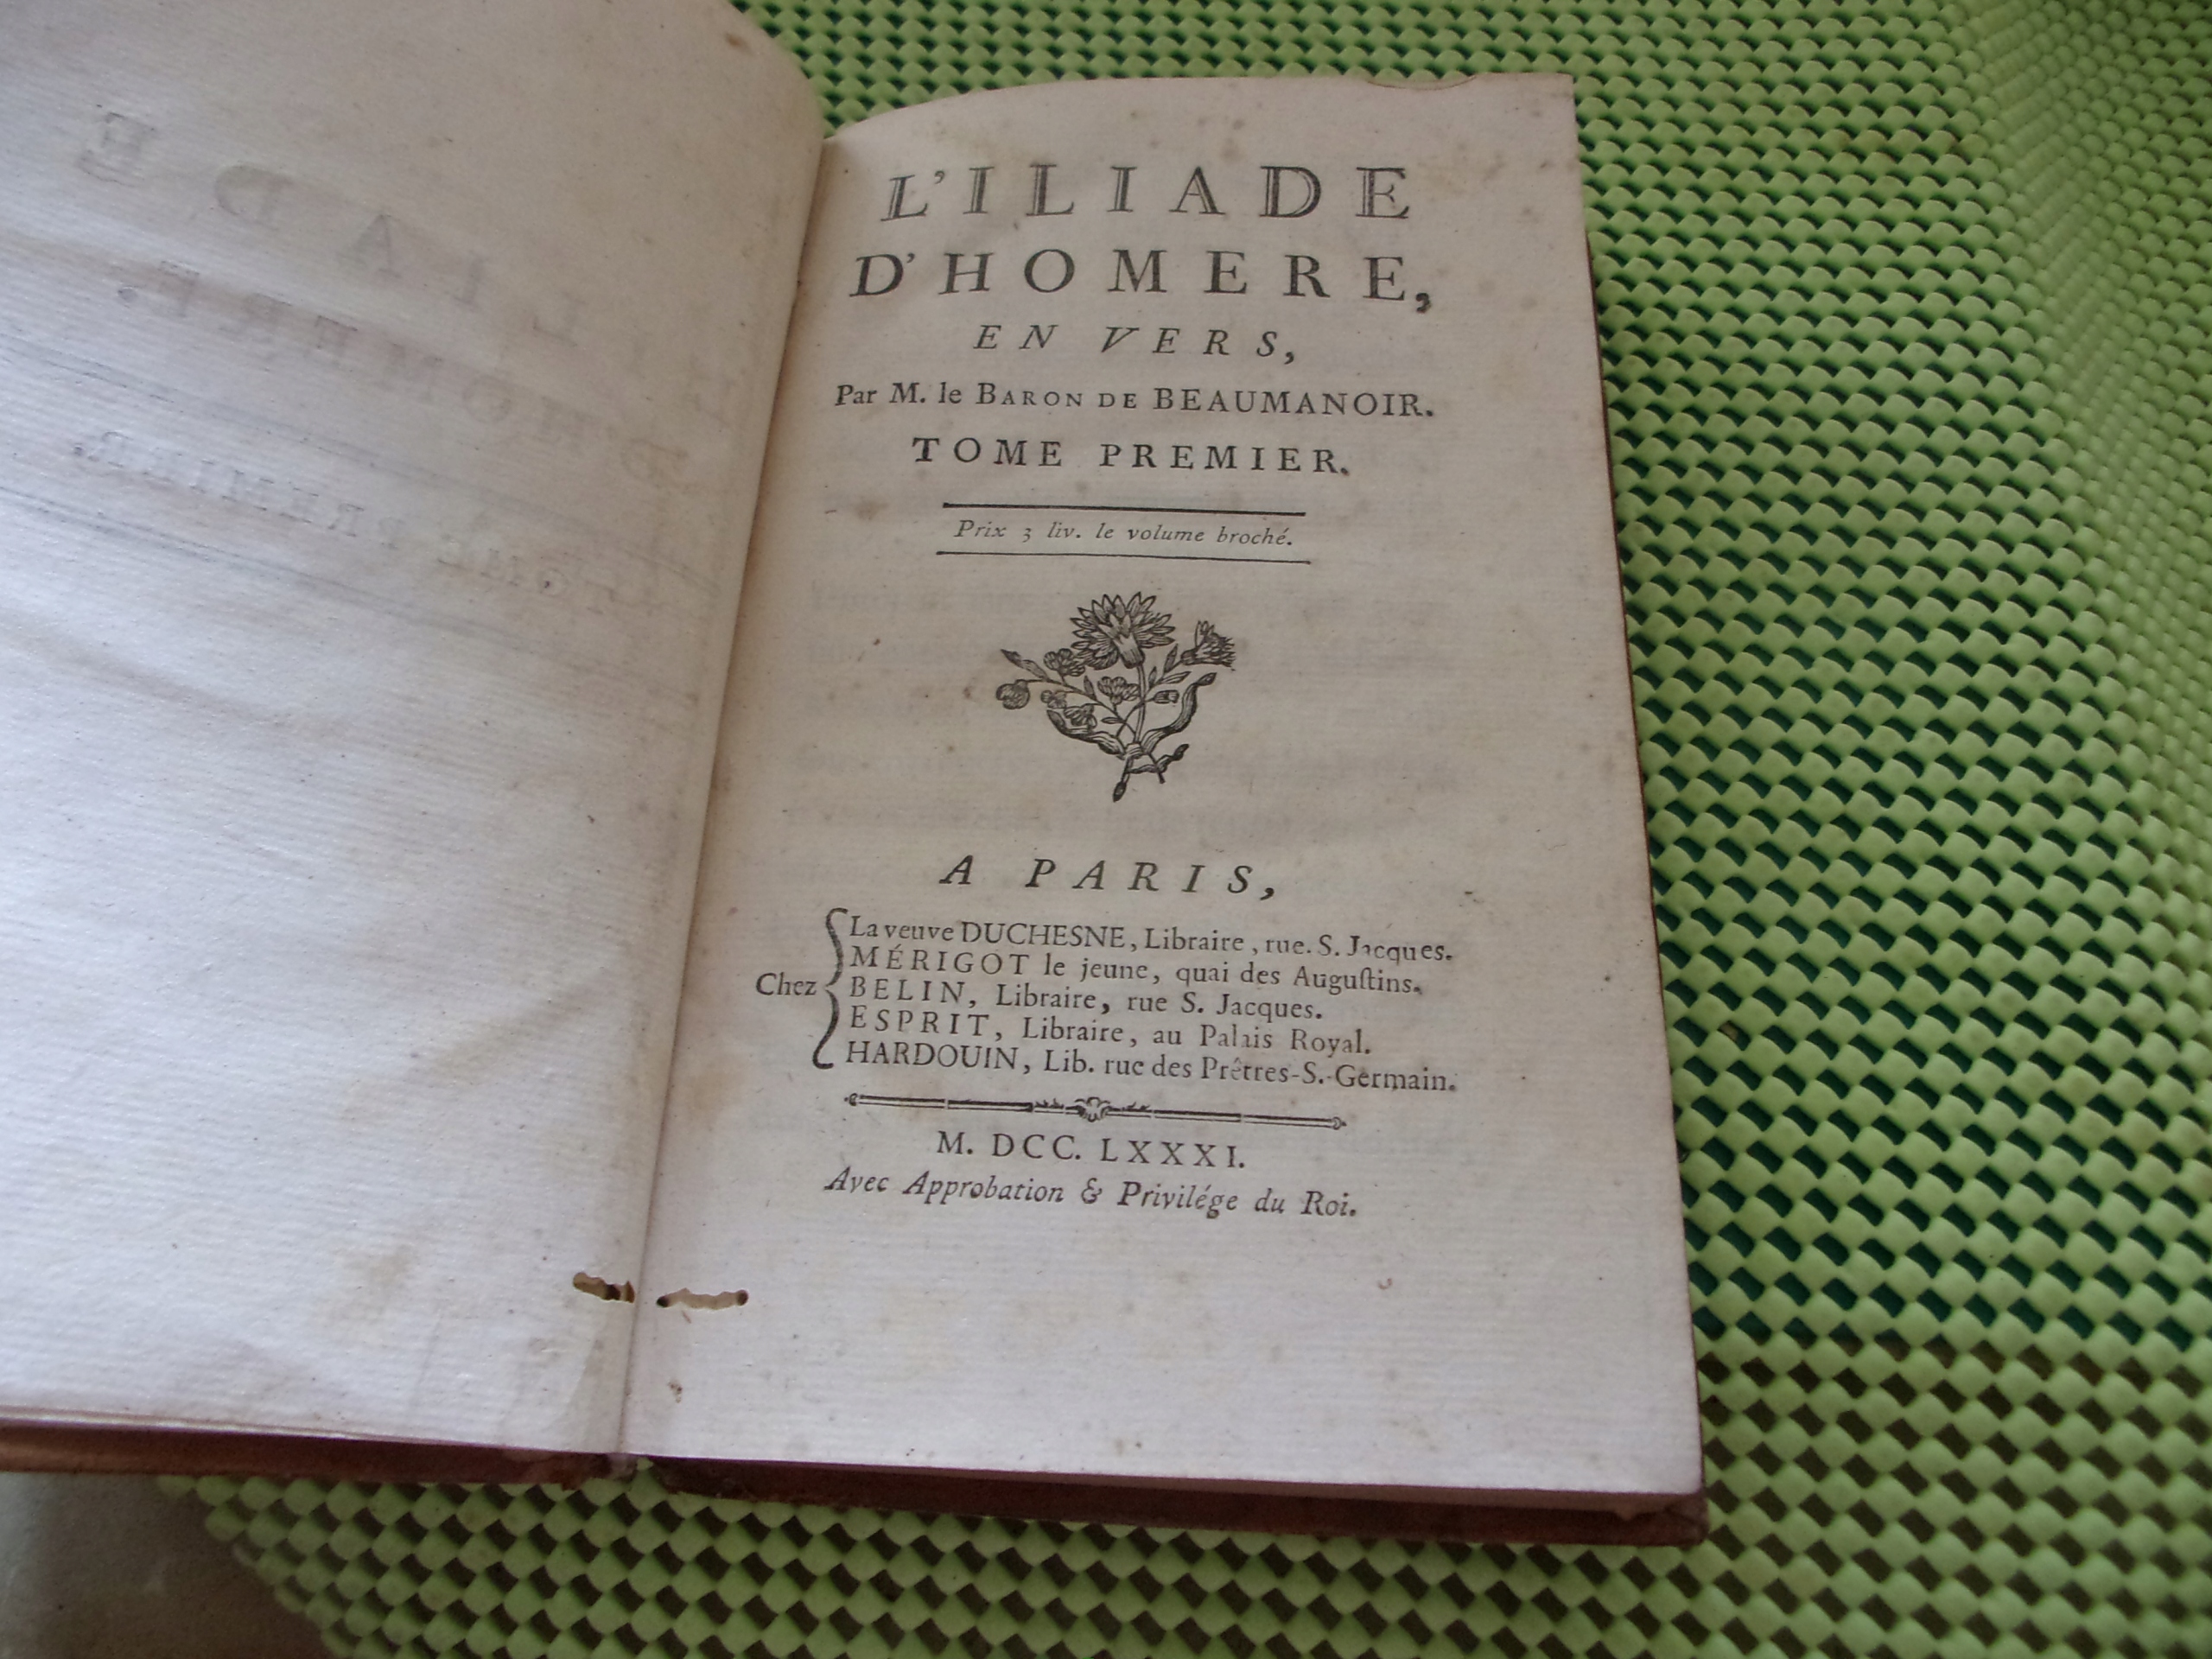 L'ILIADE
D'HOMERE,
EN VERS,
Par M. le BARON DE BEAUMANOIR.
TOME PREMIER.
Prix 3 liv. le volume broché.
A PARIS,
Chez
La veuve DUCHESNE, Libraire, rue. S. Jacques.
MÉRIGOT le jeune, quai des Auguſtins.
BELIN, Libraire, rue S. Jacques.
ESPRIT, Libraire, au Palais Royal.
HARDOUIN, Lib. rue des Prêtres-S.-Germain.
M. DCC. LXXXI.
Avec Approbation & Privilége du Roi.